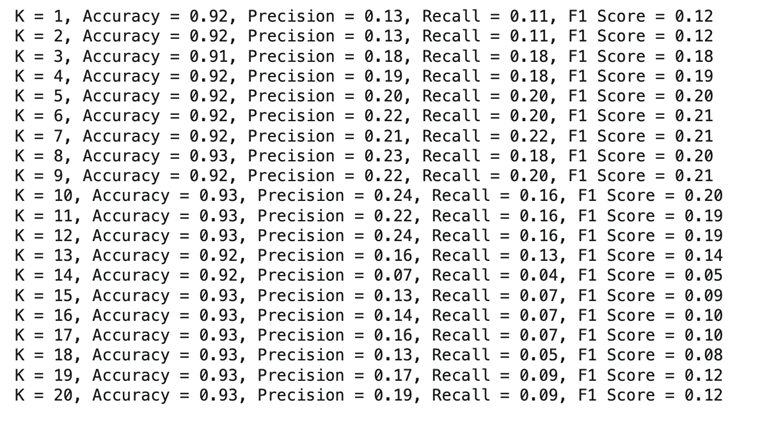 K = 1, Accuracy = 0.92, Precision = 0.13, Recall = 0.11, F1 Score = 0.12
K = 2, Accuracy = 0.92, Precision = 0.13, Recall = 0.11, F1 Score = 0.12
K = 3, Accuracy = 0.91, Precision = 0.18, Recall = 0.18, F1 Score = 0.18
K = 4, Accuracy = 0.92, Precision = 0.19, Recall = 0.18, F1 Score = 0.19
K = 5, Accuracy = 0.92, Precision = 0.20, Recall = 0.20, F1 Score = 0.20
K = 6, Accuracy = 0.92, Precision = 0.22, Recall = 0.20, F1 Score = 0.21
K = 7, Accuracy = 0.92, Precision = 0.21, Recall = 0.22, F1 Score = 0.21
K = 8, Accuracy = 0.93, Precision = 0.23, Recall = 0.18, F1 Score = 0.20
K = 9, Accuracy = 0.92, Precision = 0.22, Recall = 0.20, F1 Score = 0.21
K = 10, Accuracy = 0.93, Precision = 0.24, Recall = 0.16, F1 Score = 0.20
K = 11, Accuracy = 0.93, Precision = 0.22, Recall = 0.16, F1 Score = 0.19
K = 12, Accuracy = 0.93, Precision = 0.24, Recall = 0.16, F1 Score = 0.19
K = 13, Accuracy = 0.92, Precision = 0.16, Recall = 0.13, F1 Score = 0.14
K = 14, Accuracy = 0.92, Precision = 0.07, Recall = 0.04, F1 Score = 0.05
K = 15, Accuracy = 0.93, Precision = 0.13, Recall = 0.07, F1 Score = 0.09
K = 16, Accuracy = 0.93, Precision = 0.14, Recall = 0.07, F1 Score = 0.10
K = 17, Accuracy = 0.93, Precision = 0.16, Recall = 0.07, F1 Score = 0.10
K = 18, Accuracy = 0.93, Precision = 0.13, Recall = 0.05, F1 Score = 0.08
K = 19, Accuracy = 0.93, Precision = 0.17, Recall = 0.09, F1 Score = 0.12
K = 20, Accuracy = 0.93, Precision = 0.19, Recall = 0.09, F1 Score = 0.12